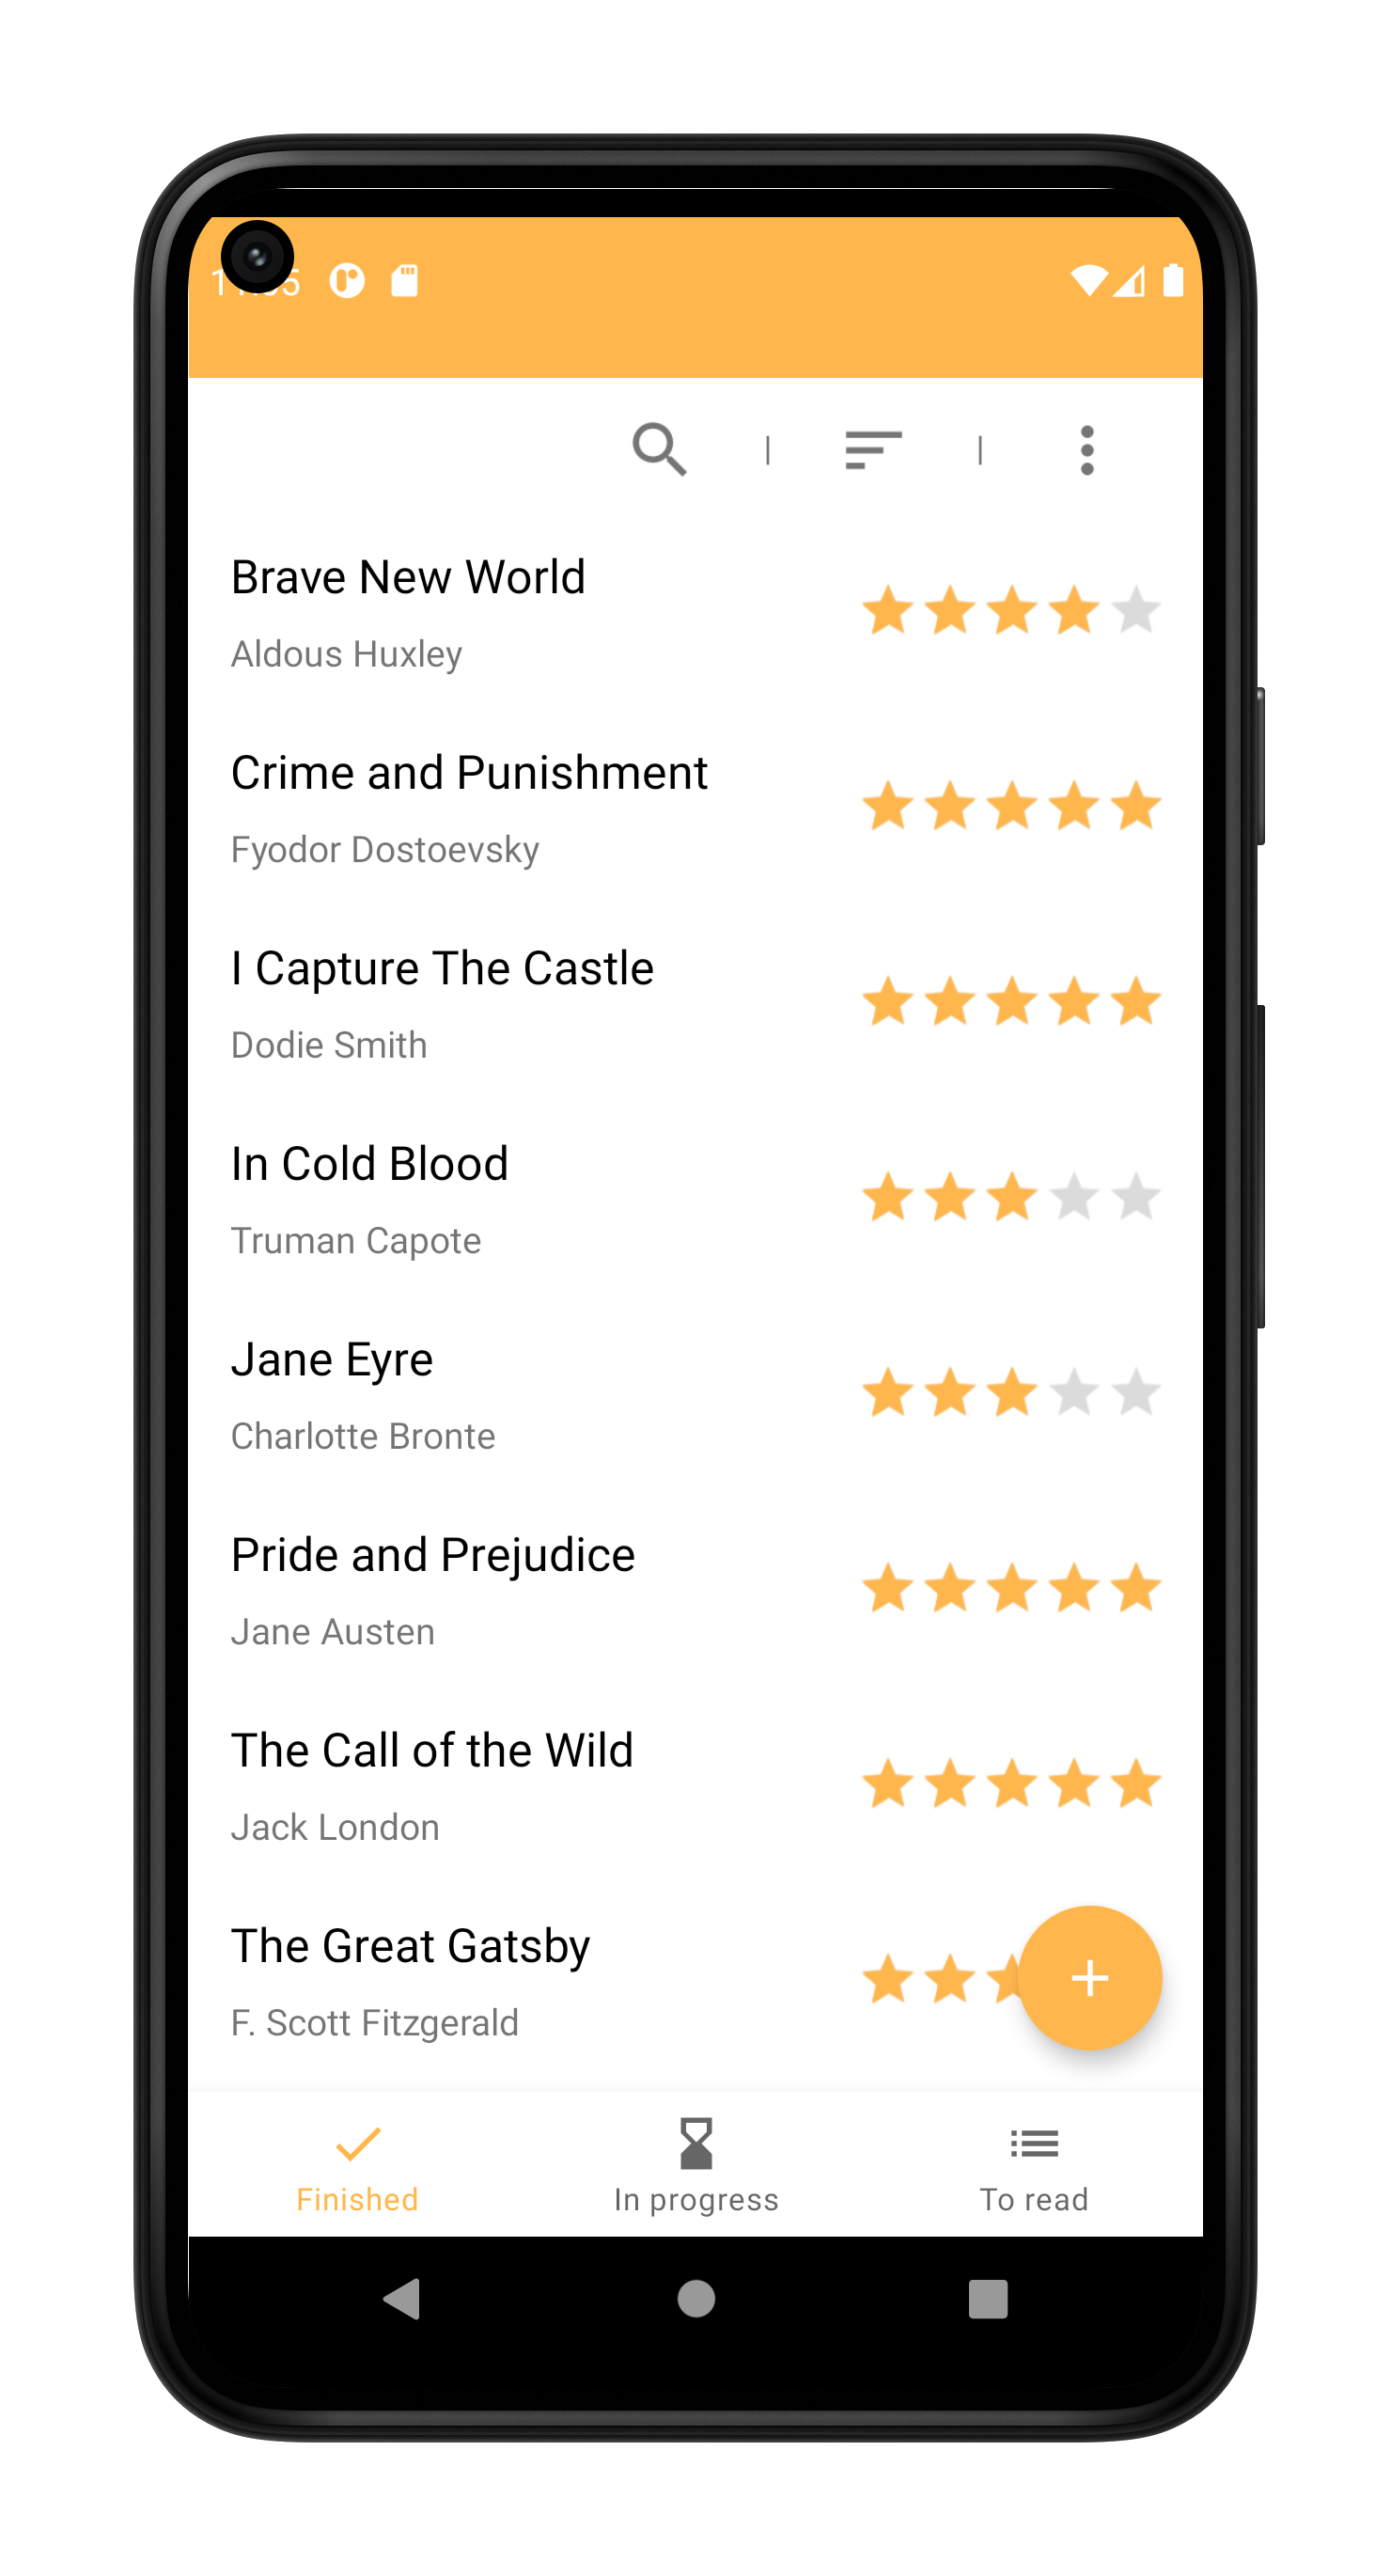 Brave New World
Aldous Huxley
Crime and Punishment
Fyodor Dostoevsky
I Capture The Castle
Dodie Smith
In Cold Blood
Truman Capote
Jane Eyre
Charlotte Bronte
Pride and Prejudice
Jane Austen
The Call of the Wild
Jack London
The Great Gatsby
F. Scott Fitzgerald
Finished
In progress
To read